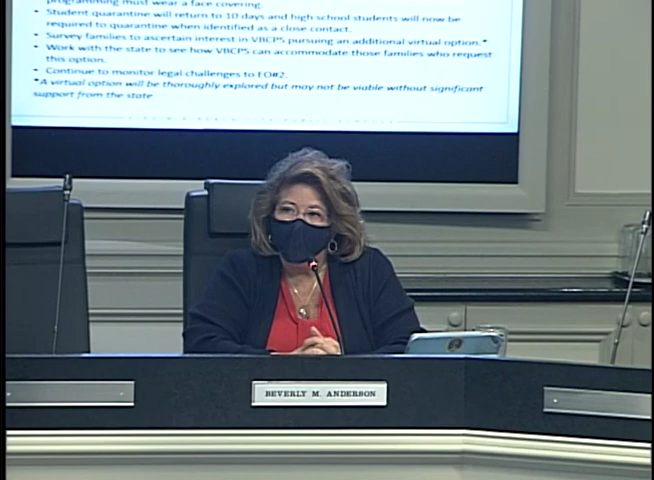 programming must wear a face covering.
• Student quarantine will return to 10 days and high school students will now be
required to quarantine when identified as a close contact.
• Survey families to ascertain interest in VBCPS pursuing an additional virtual option.*
• Work with the state to see how VBCPS can accommodate those families who request
this option.
• Continue to monitor legal challenges to EO#2.
*A virtual option will be thoroughly explored but may not be viable without significant
support from the state
BEVERLY M. ANDERSON